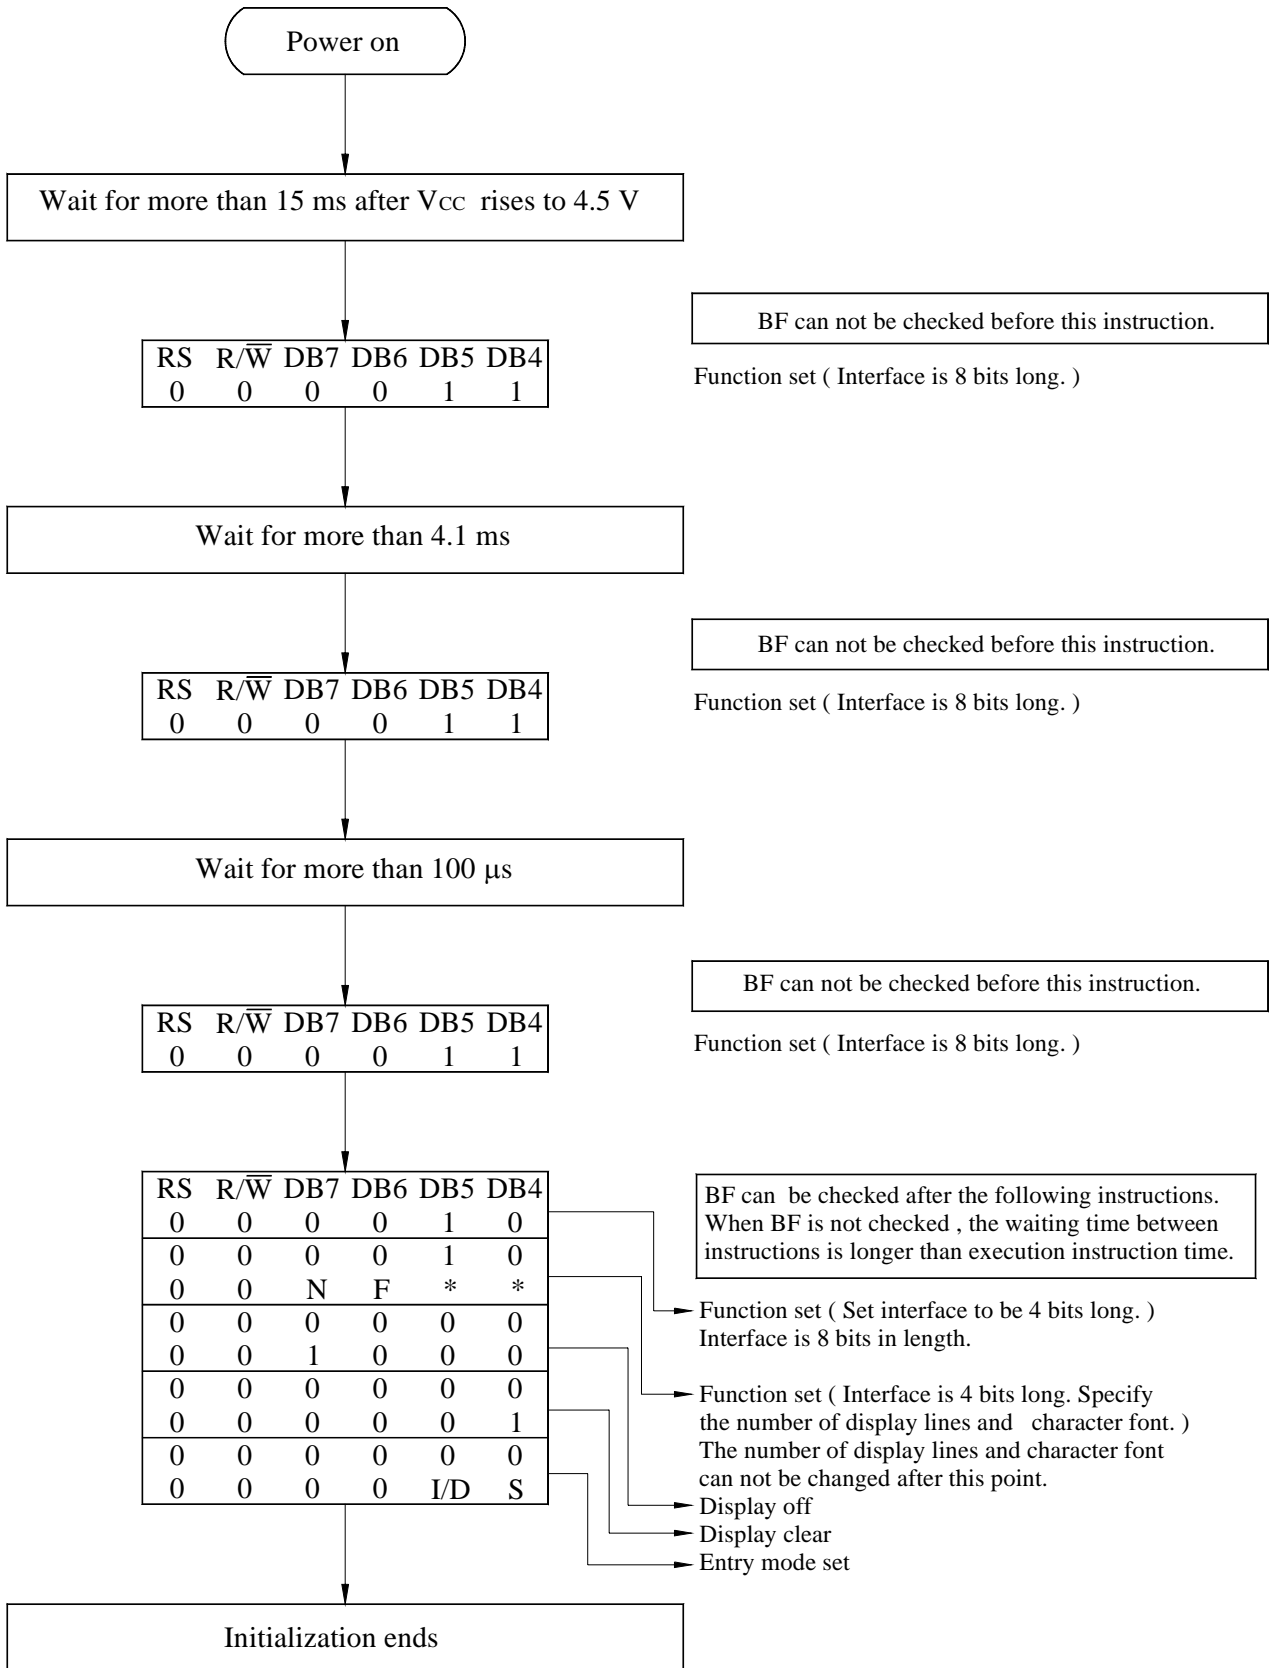 Power on
Wait for more than 15 ms after VCC rises to 4.5 V
BF can not be checked before this instruction.
RS R/W̅ DB7 DB6 DB5 DB4
0 0 0 0 1 1
Function set ( Interface is 8 bits long. )
Wait for more than 4.1 ms
BF can not be checked before this instruction.
RS R/W̅ DB7 DB6 DB5 DB4
0 0 0 0 1 1
Function set ( Interface is 8 bits long. )
Wait for more than 100 μs
BF can not be checked before this instruction.
RS R/W̅ DB7 DB6 DB5 DB4
0 0 0 0 1 1
Function set ( Interface is 8 bits long. )
RS R/W̅ DB7 DB6 DB5 DB4
0 0 0 0 1 0
0 0 0 0 1 0
0 0 N F * *
0 0 0 0 0 0
0 0 1 0 0 0
0 0 0 0 0 0
0 0 0 0 0 1
0 0 0 0 0 0
0 0 0 0 I/D S
BF can be checked after the following instructions.
When BF is not checked , the waiting time between
instructions is longer than execution instruction time.
Function set ( Set interface to be 4 bits long. )
Interface is 8 bits in length.
Function set ( Interface is 4 bits long. Specify
the number of display lines and character font. )
The number of display lines and character font
can not be changed after this point.
Display off
Display clear
Entry mode set
Initialization ends